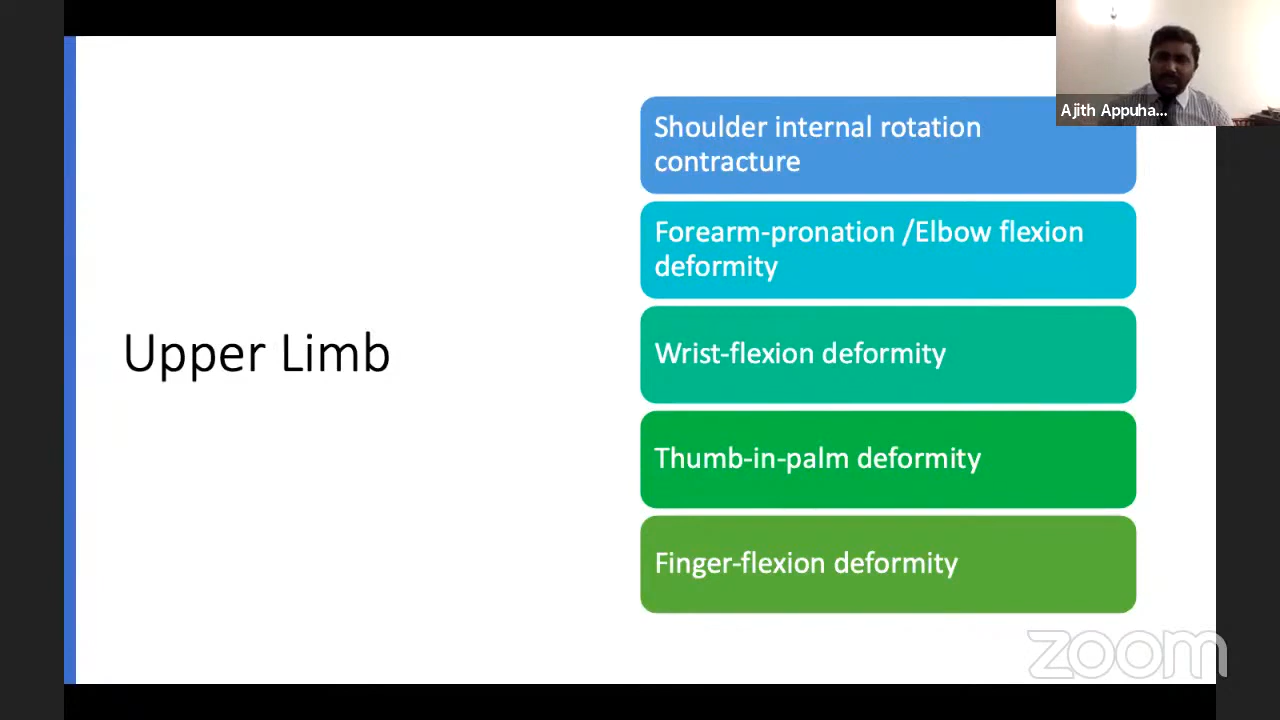 Ajith Appuha...
Shoulder internal rotation
contracture
Forearm-pronation /Elbow flexion
deformity
Upper Limb
Wrist-flexion deformity
Thumb-in-palm deformity
Finger-flexion deformity
zoom